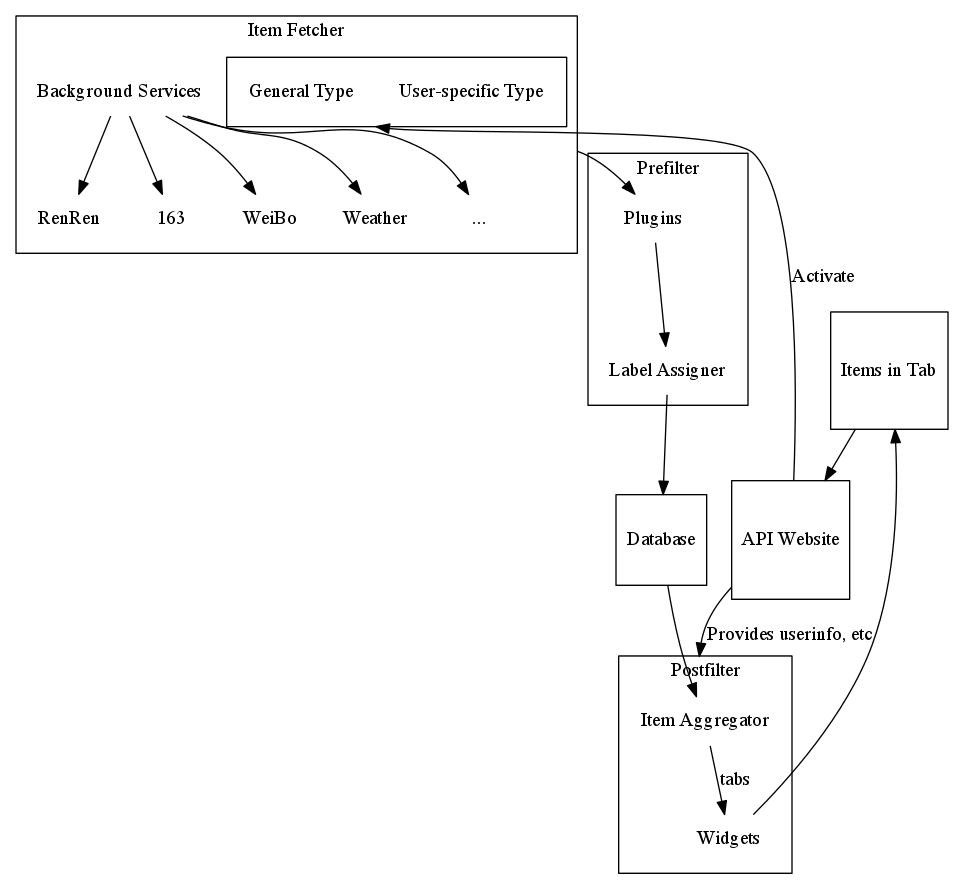 Item Fetcher
Background Services
General Type
User-specific Type
RenRen
163
WeiBo
Weather
...
Prefilter
Plugins
Label Assigner
Activate
Items in Tab
Database
API Website
Provides userinfo, etc
Postfilter
Item Aggregator
tabs
Widgets